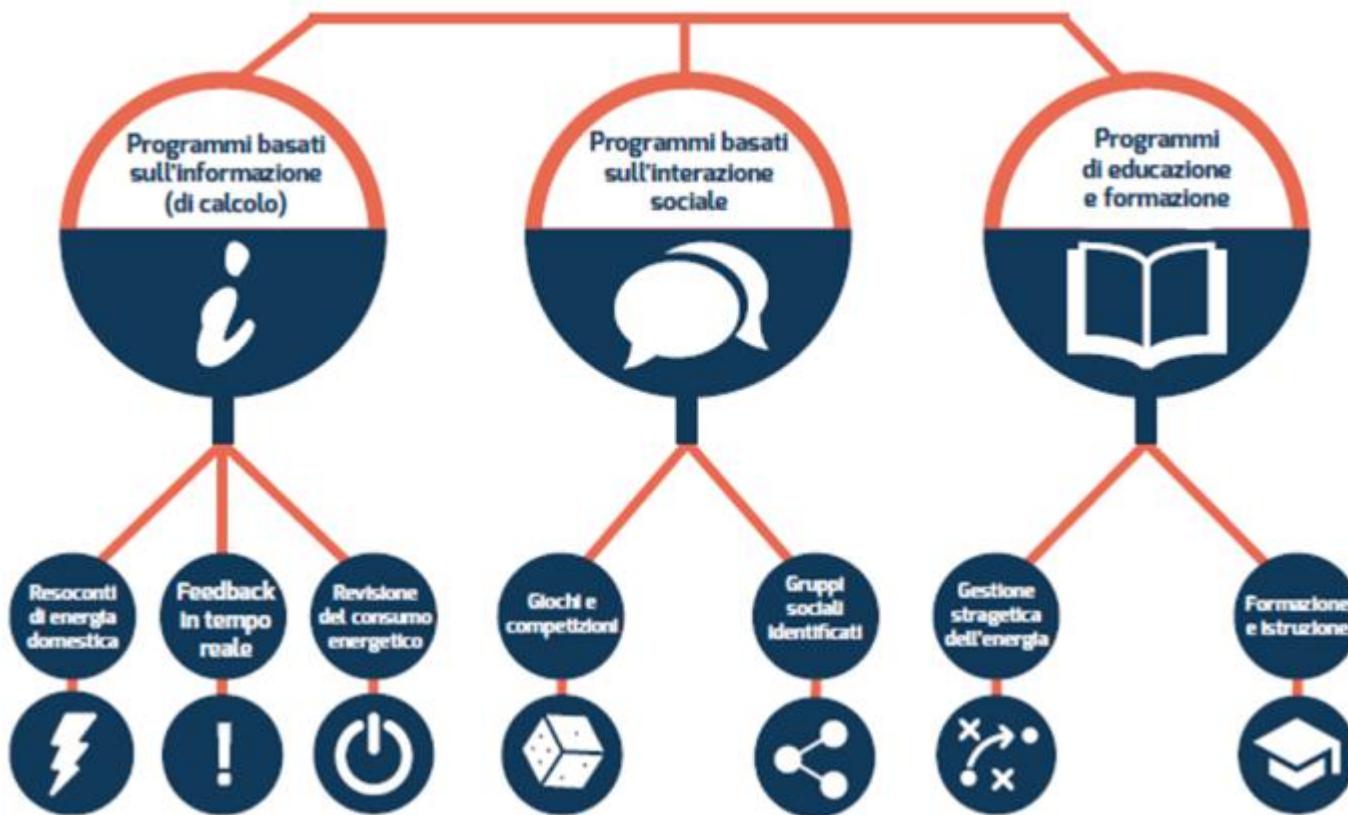 Programmi basati
sull'informazione
(di calcolo)
Programmi basati
sull'interazione
sociale
Programmi
di educazione
e formazione
Resoconti
di energia
domestica
Feedback
in tempo
reale
Revisione
del consumo
energetico
Giochi e
competizioni
Gruppi
sociali
identificati
Gestione
stragetica
dell'energia
Formazione
e istruzione